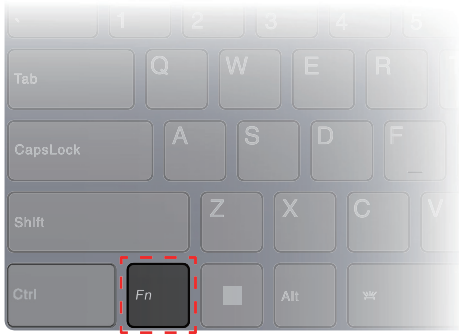 1 2 3 4 5
Tab Q W E R
CapsLock A S D F
Shift Z X C V
Ctrl Fn Alt